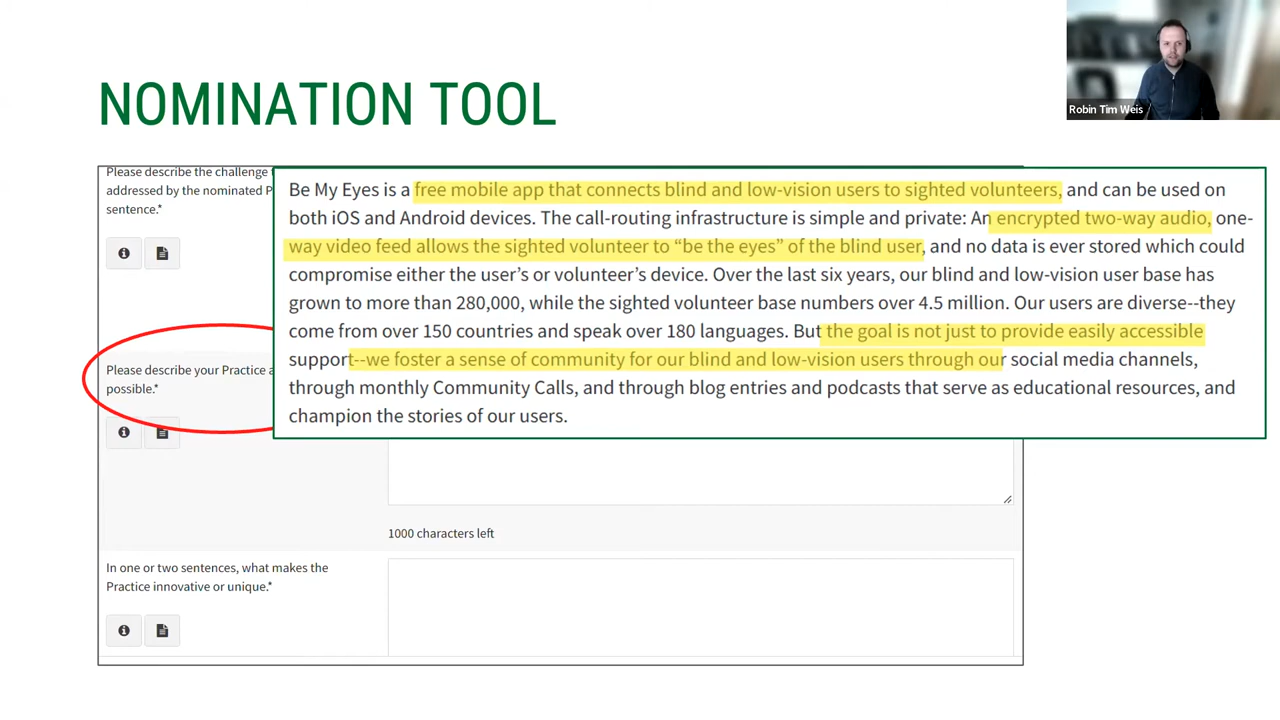 Robin Tim Weis
NOMINATION TOOL
Please describe the challenge
addressed by the nominated P
sentence.*
Be My Eyes is a free mobile app that connects blind and low-vision users to sighted volunteers, and can be used on
both iOS and Android devices. The call-routing infrastructure is simple and private: An encrypted two-way audio, one-
way video feed allows the sighted volunteer to “be the eyes” of the blind user, and no data is ever stored which could
compromise either the user’s or volunteer’s device. Over the last six years, our blind and low-vision user base has
grown to more than 280,000, while the sighted volunteer base numbers over 4.5 million. Our users are diverse--they
come from over 150 countries and speak over 180 languages. But the goal is not just to provide easily accessible
support--we foster a sense of community for our blind and low-vision users through our social media channels,
through monthly Community Calls, and through blog entries and podcasts that serve as educational resources, and
champion the stories of our users.
Please describe your Practice a
possible.*
1000 characters left
In one or two sentences, what makes the
Practice innovative or unique.*